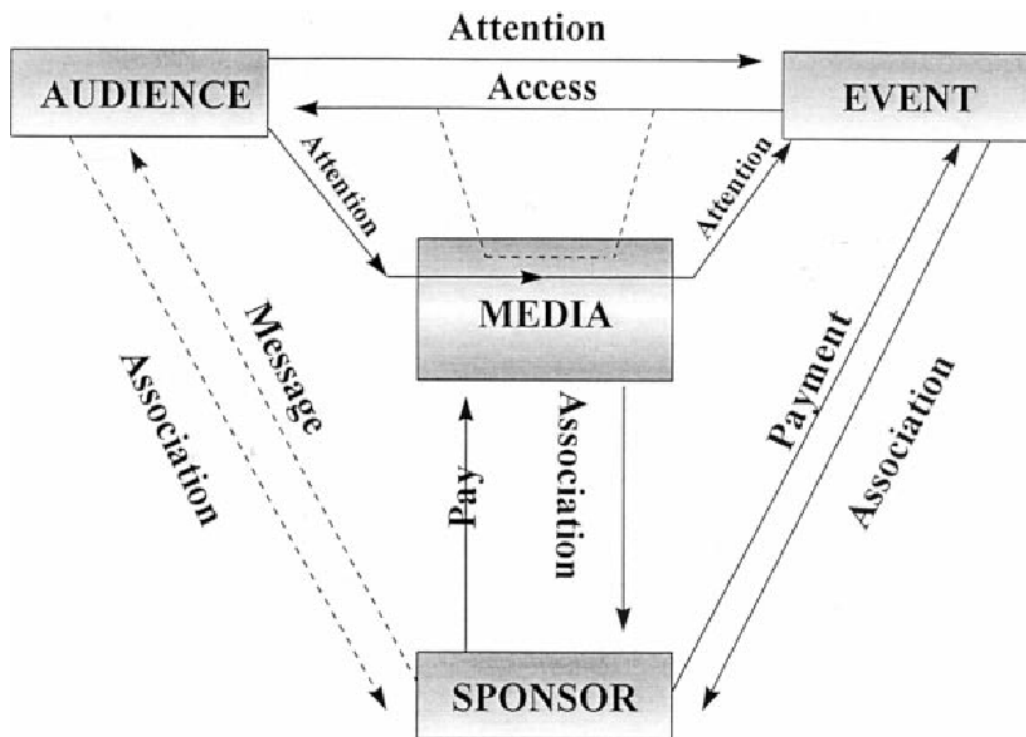 Attention
AUDIENCE
Access
EVENT
Attention
Attention
MEDIA
Association
Message
Pay
Association
Payment
Association
SPONSOR